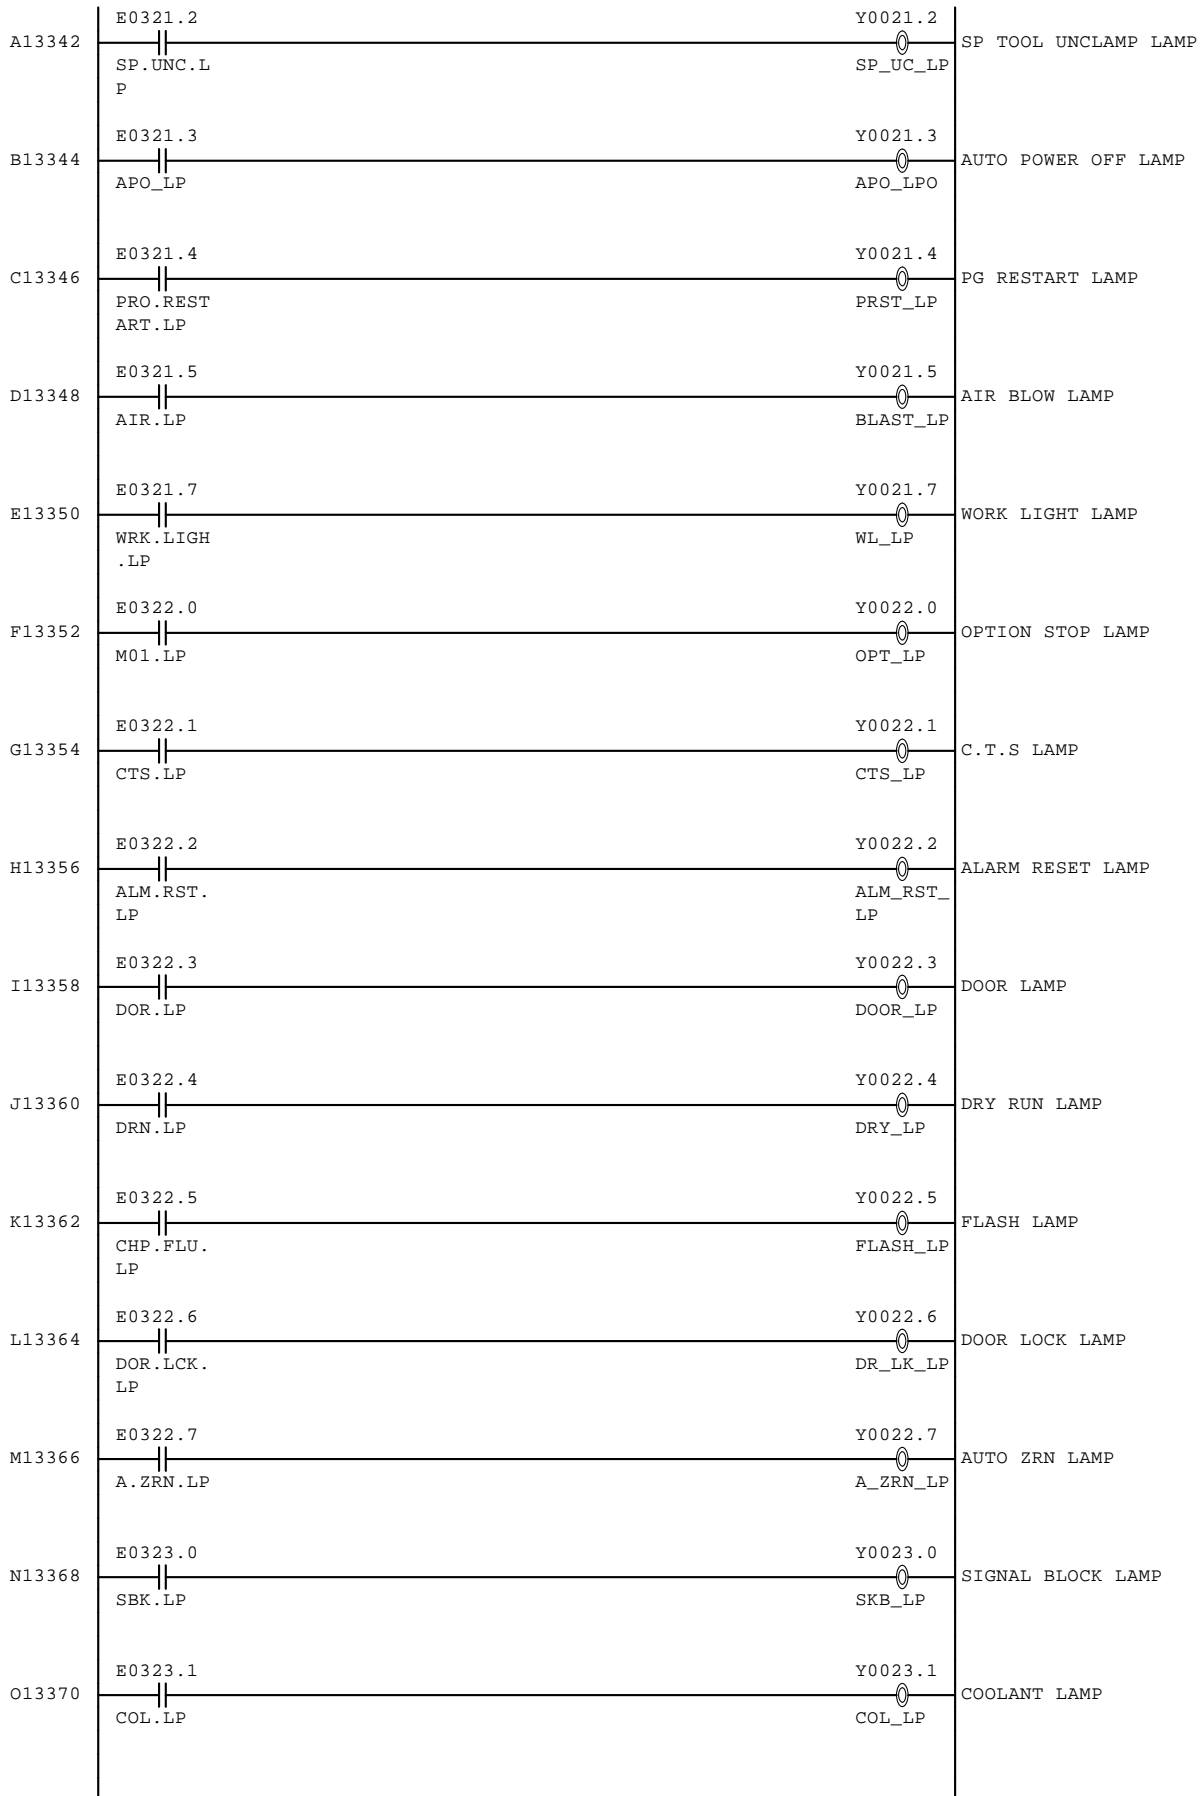 E0321.2 Y0021.2
A13342 SP TOOL UNCLAMP LAMP
SP.UNC.L SP_UC_LP
P
E0321.3 Y0021.3
B13344 AUTO POWER OFF LAMP
APO_LP APO_LPO
E0321.4 Y0021.4
C13346 PG RESTART LAMP
PRO.REST PRST_LP
ART.LP
E0321.5 Y0021.5
D13348 AIR BLOW LAMP
AIR.LP BLAST_LP
E0321.7 Y0021.7
E13350 WORK LIGHT LAMP
WRK.LIGH WL_LP
.LP
E0322.0 Y0022.0
F13352 OPTION STOP LAMP
M01.LP OPT_LP
E0322.1 Y0022.1
G13354 C.T.S LAMP
CTS.LP CTS_LP
E0322.2 Y0022.2
H13356 ALARM RESET LAMP
ALM.RST. ALM_RST_
LP LP
E0322.3 Y0022.3
I13358 DOOR LAMP
DOR.LP DOOR_LP
E0322.4 Y0022.4
J13360 DRY RUN LAMP
DRN.LP DRY_LP
E0322.5 Y0022.5
K13362 FLASH LAMP
CHP.FLU. FLASH_LP
LP
E0322.6 Y0022.6
L13364 DOOR LOCK LAMP
DOR.LCK. DR_LK_LP
LP
E0322.7 Y0022.7
M13366 AUTO ZRN LAMP
A.ZRN.LP A_ZRN_LP
E0323.0 Y0023.0
N13368 SIGNAL BLOCK LAMP
SBK.LP SKB_LP
E0323.1 Y0023.1
O13370 COOLANT LAMP
COL.LP COL_LP